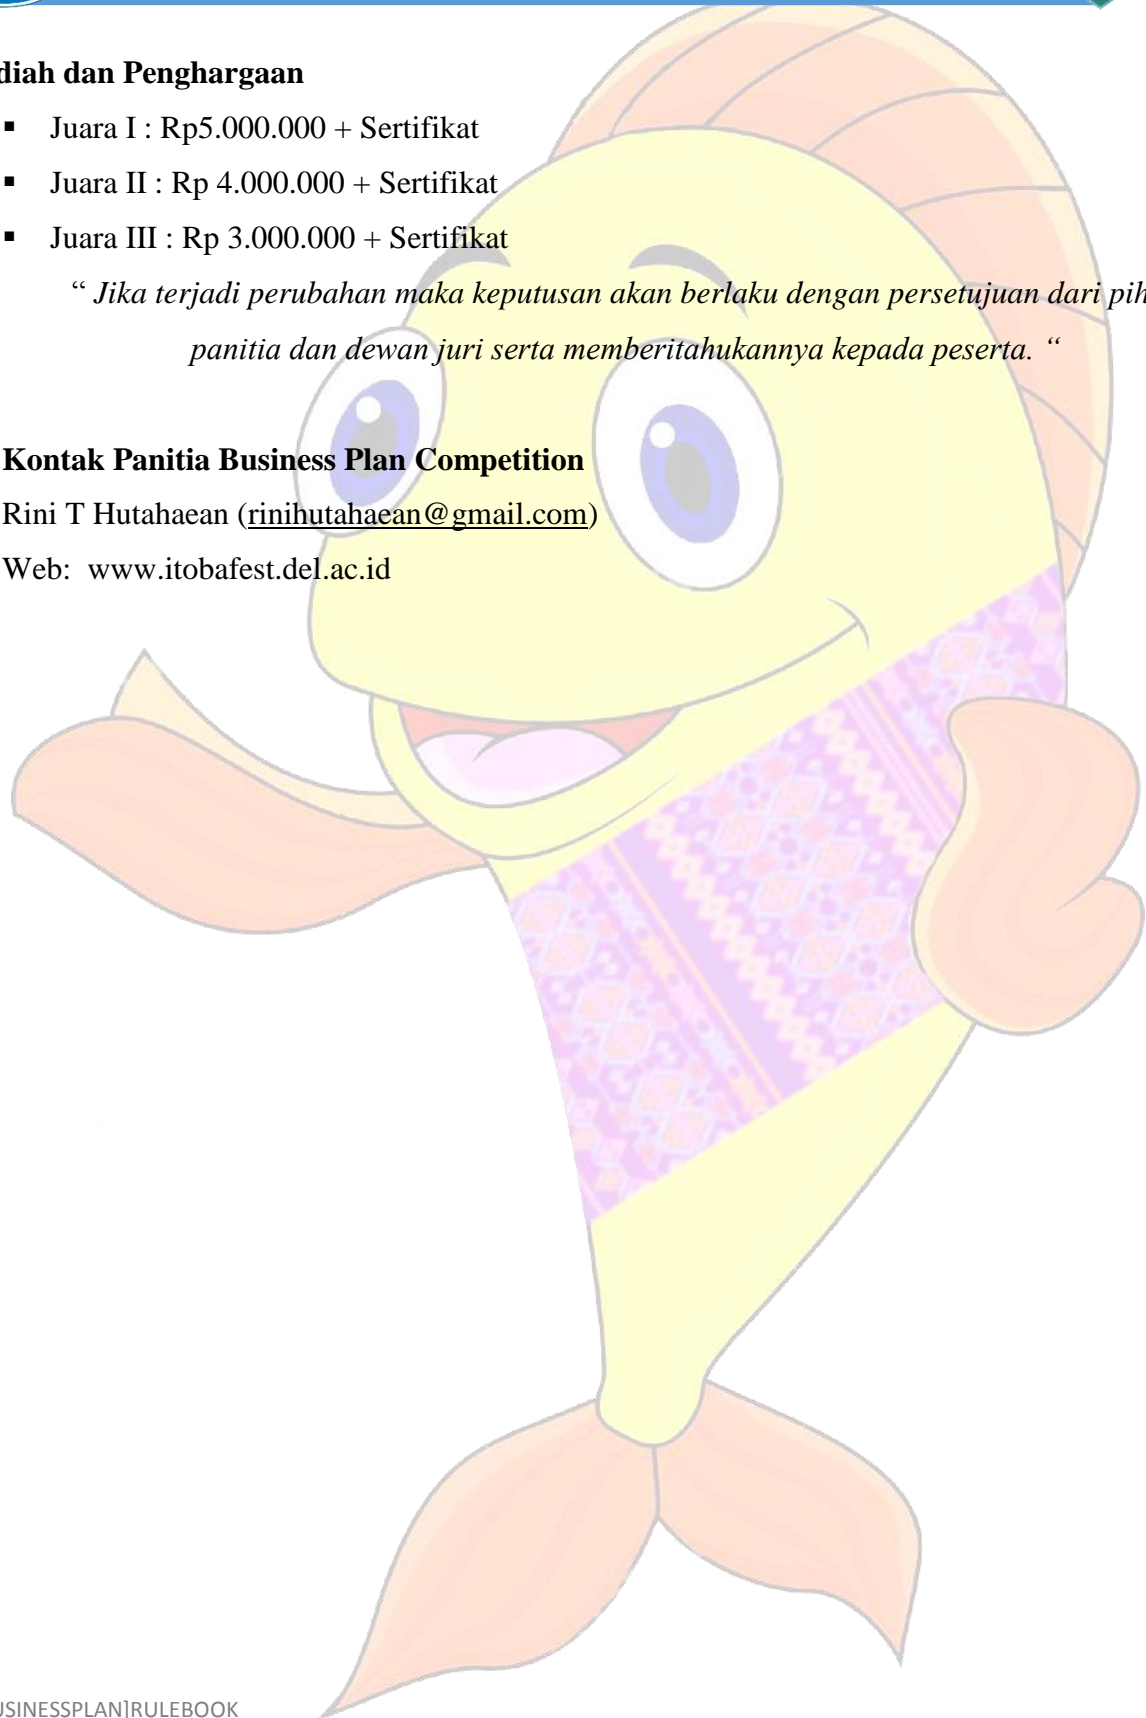 diah dan Penghargaan
▪ Juara I : Rp5.000.000 + Sertifikat
▪ Juara II : Rp 4.000.000 + Sertifikat
▪ Juara III : Rp 3.000.000 + Sertifikat
“ Jika terjadi perubahan maka keputusan akan berlaku dengan persetujuan dari pih
panitia dan dewan juri serta memberitahukannya kepada peserta. “
Kontak Panitia Business Plan Competition
Rini T Hutahaean (rinihutahaean@gmail.com)
Web: www.itobafest.del.ac.id
USINESSPLAN]RULEBOOK